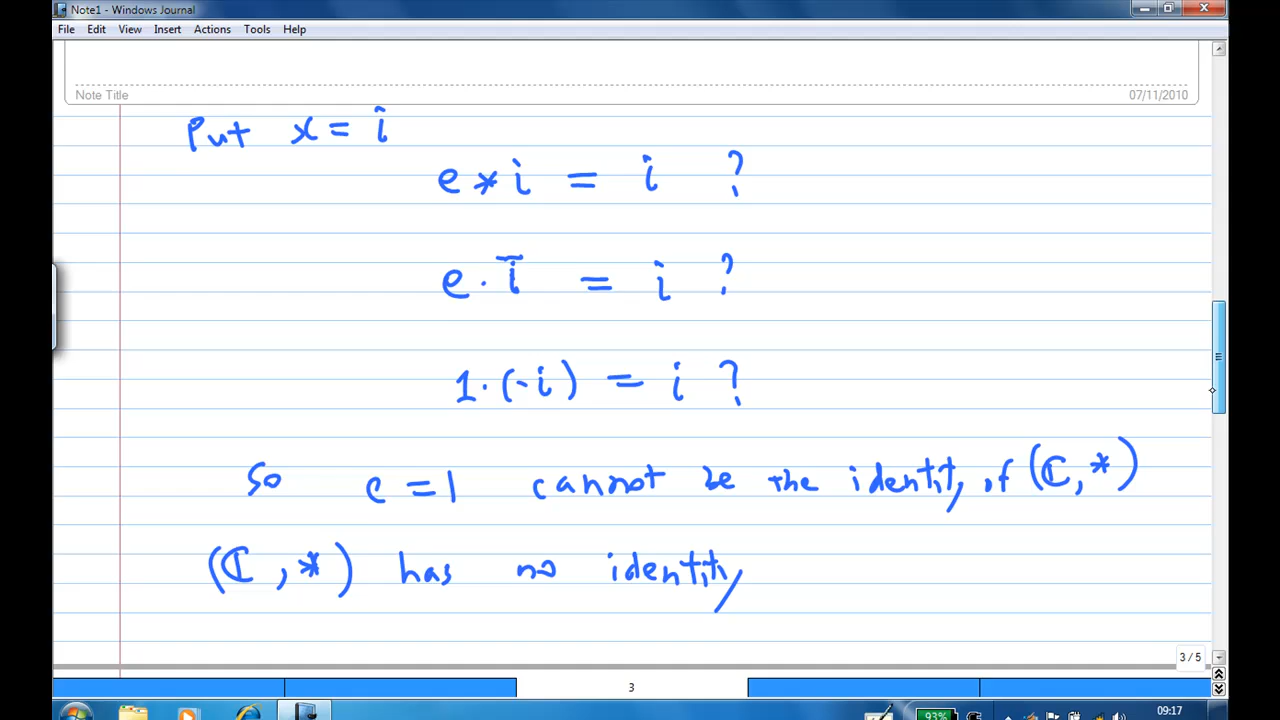 Note1 - Windows Journal
File Edit View Insert Actions Tools Help
Note Title 07/11/2010
Put x = i
e * i = i ?
e . i̅ = i ?
1 . (-i) = i ?
So e = 1 cannot be the identity of (ℂ, *)
(ℂ, *) has no identity
3 / 5
3
93%
09:17